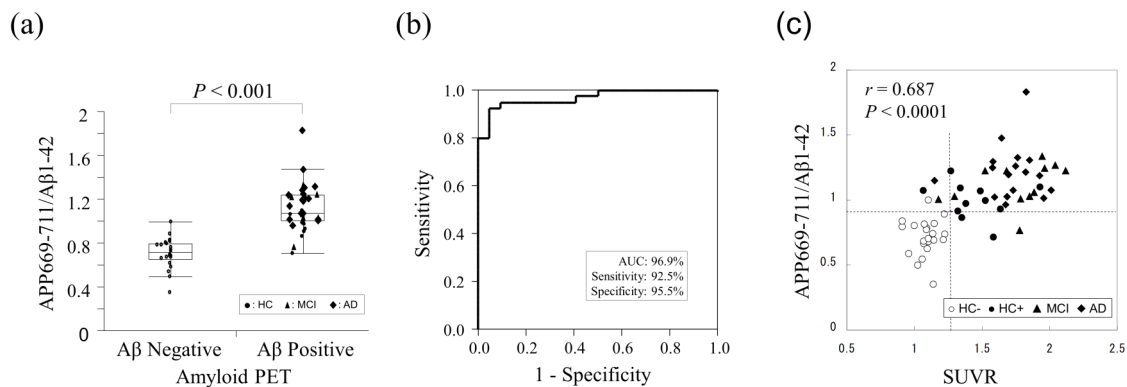 (a)
P < 0.001
APP669-711/Aβ1-42
2
1.6
1.2
0.8
0.4
0
●: HC ▲: MCI ◆: AD
Aβ Negative Aβ Positive
Amyloid PET
(b)
Sensitivity
1.0
0.8
0.6
0.4
0.2
0.0
AUC: 96.9%
Sensitivity: 92.5%
Specificity: 95.5%
0.0 0.2 0.4 0.6 0.8 1.0
1 - Specificity
(c)
APP669-711/Aβ1-42
2
1.5
1
0.5
0
r = 0.687
P < 0.0001
○ HC- ● HC+ ▲ MCI ◆ AD
0.5 1 1.5 2 2.5
SUVR